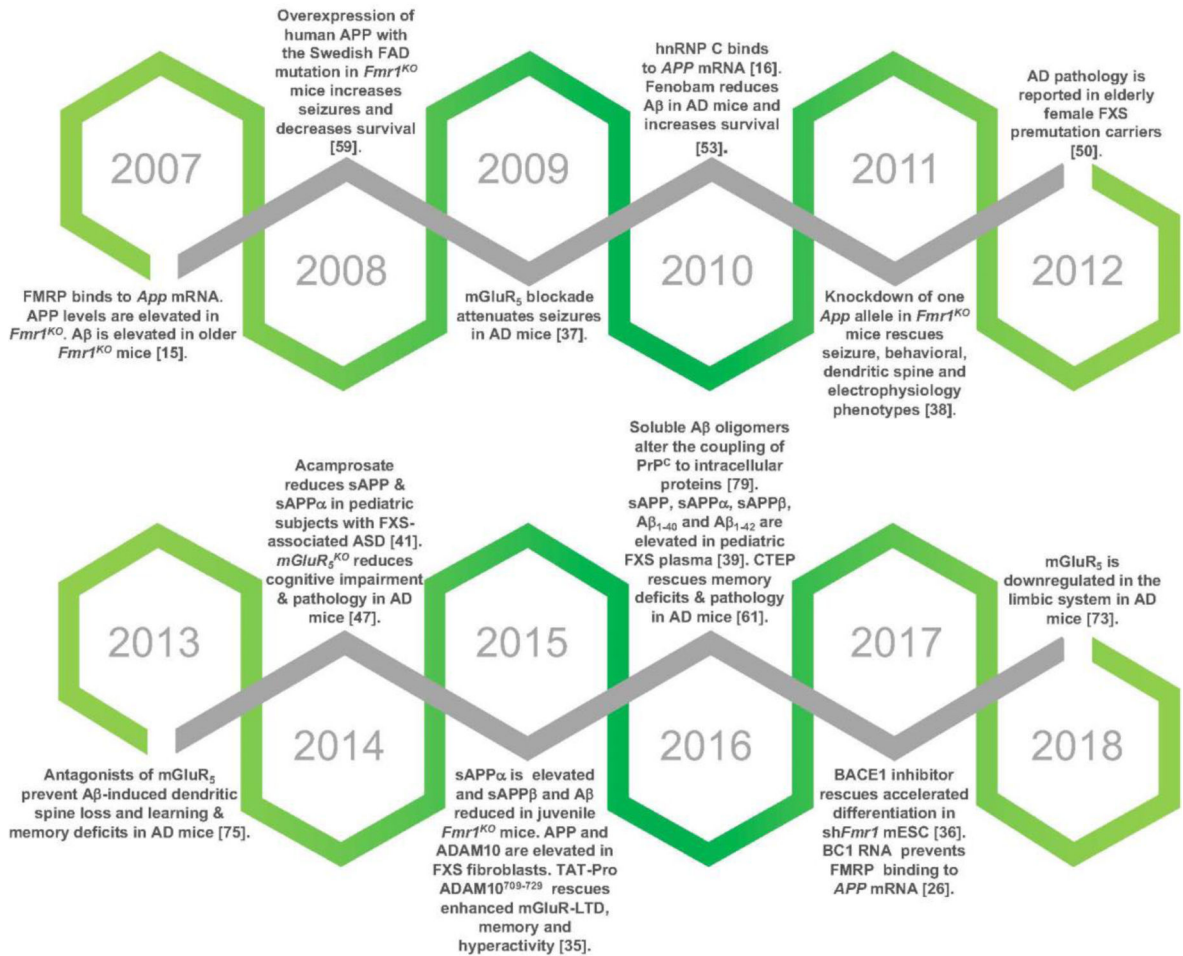 2007
FMRP binds to App mRNA.
APP levels are elevated in
Fmr1ᴷᴼ. Aβ is elevated in older
Fmr1ᴷᴼ mice [15].
Overexpression of
human APP with
the Swedish FAD
mutation in Fmr1ᴷᴼ
mice increases
seizures and
decreases survival
[59].
2008
2009
mGluR₅ blockade
attenuates seizures
in AD mice [37].
hnRNP C binds
to APP mRNA [16].
Fenobam reduces
Aβ in AD mice and
increases survival
[53].
2010
2011
Knockdown of one
App allele in Fmr1ᴷᴼ
mice rescues
seizure, behavioral,
dendritic spine and
electrophysiology
phenotypes [38].
AD pathology is
reported in elderly
female FXS
premutation carriers
[50].
2012
2013
Antagonists of mGluR₅
prevent Aβ-induced dendritic
spine loss and learning &
memory deficits in AD mice [75].
Acamprosate
reduces sAPP &
sAPPα in pediatric
subjects with FXS-
associated ASD [41].
mGluR₅ᴷᴼ reduces
cognitive impairment
& pathology in AD
mice [47].
2014
2015
sAPPα is elevated
and sAPPβ and Aβ
reduced in juvenile
Fmr1ᴷᴼ mice. APP and
ADAM10 are elevated in
FXS fibroblasts. TAT-Pro
ADAM10⁷⁰⁹⁻⁷²⁹ rescues
enhanced mGluR-LTD,
memory and
hyperactivity [35].
Soluble Aβ oligomers
alter the coupling of
PrPᶜ to intracellular
proteins [79].
sAPP, sAPPα, sAPPβ,
Aβ₁₋₄₀ and Aβ₁₋₄₂ are
elevated in pediatric
FXS plasma [39]. CTEP
rescues memory
deficits & pathology
in AD mice [61].
2016
2017
BACE1 inhibitor
rescues accelerated
differentiation in
shFmr1 mESC [36].
BC1 RNA prevents
FMRP binding to
APP mRNA [26].
mGluR₅ is
downregulated in the
limbic system in AD
mice [73].
2018